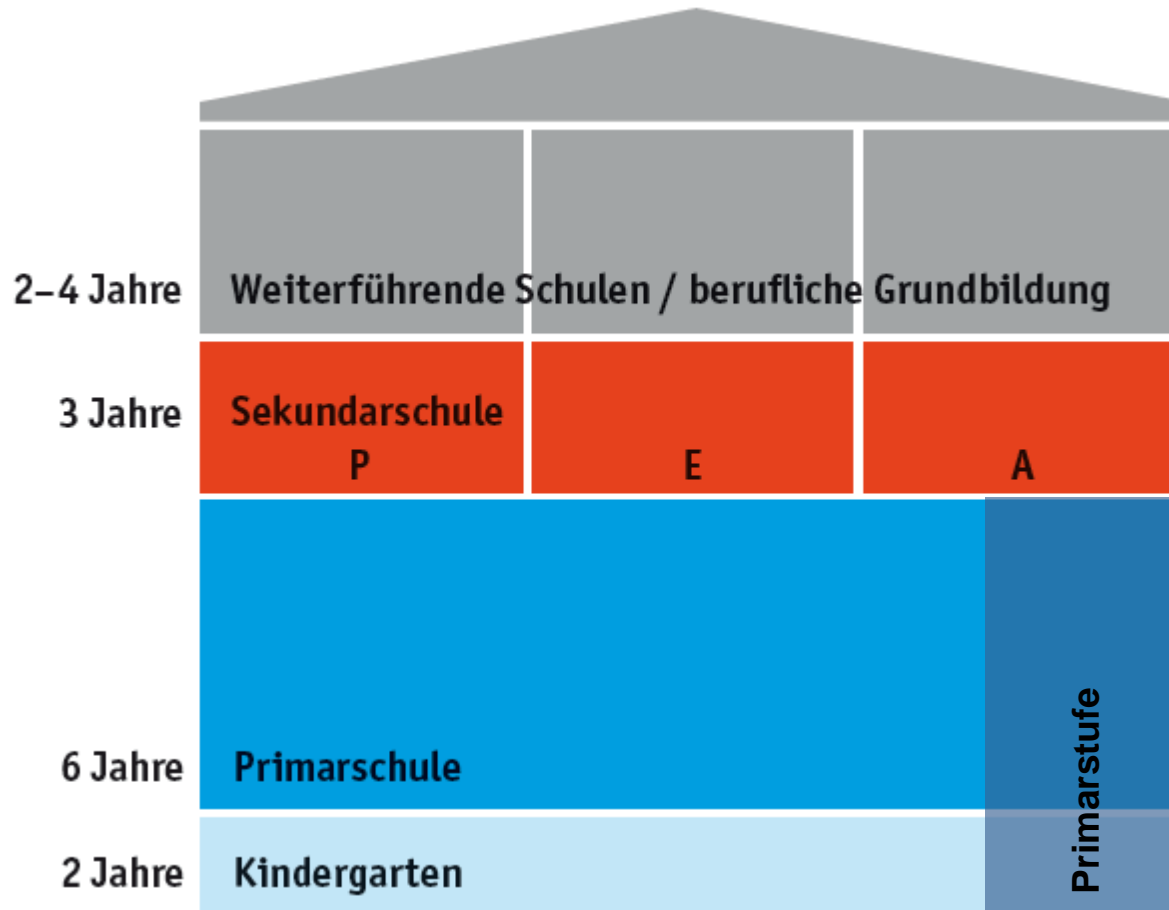 2–4 Jahre Weiterführende Schulen / berufliche Grundbildung
3 Jahre Sekundarschule
P E A
6 Jahre Primarschule
2 Jahre Kindergarten
Primarstufe